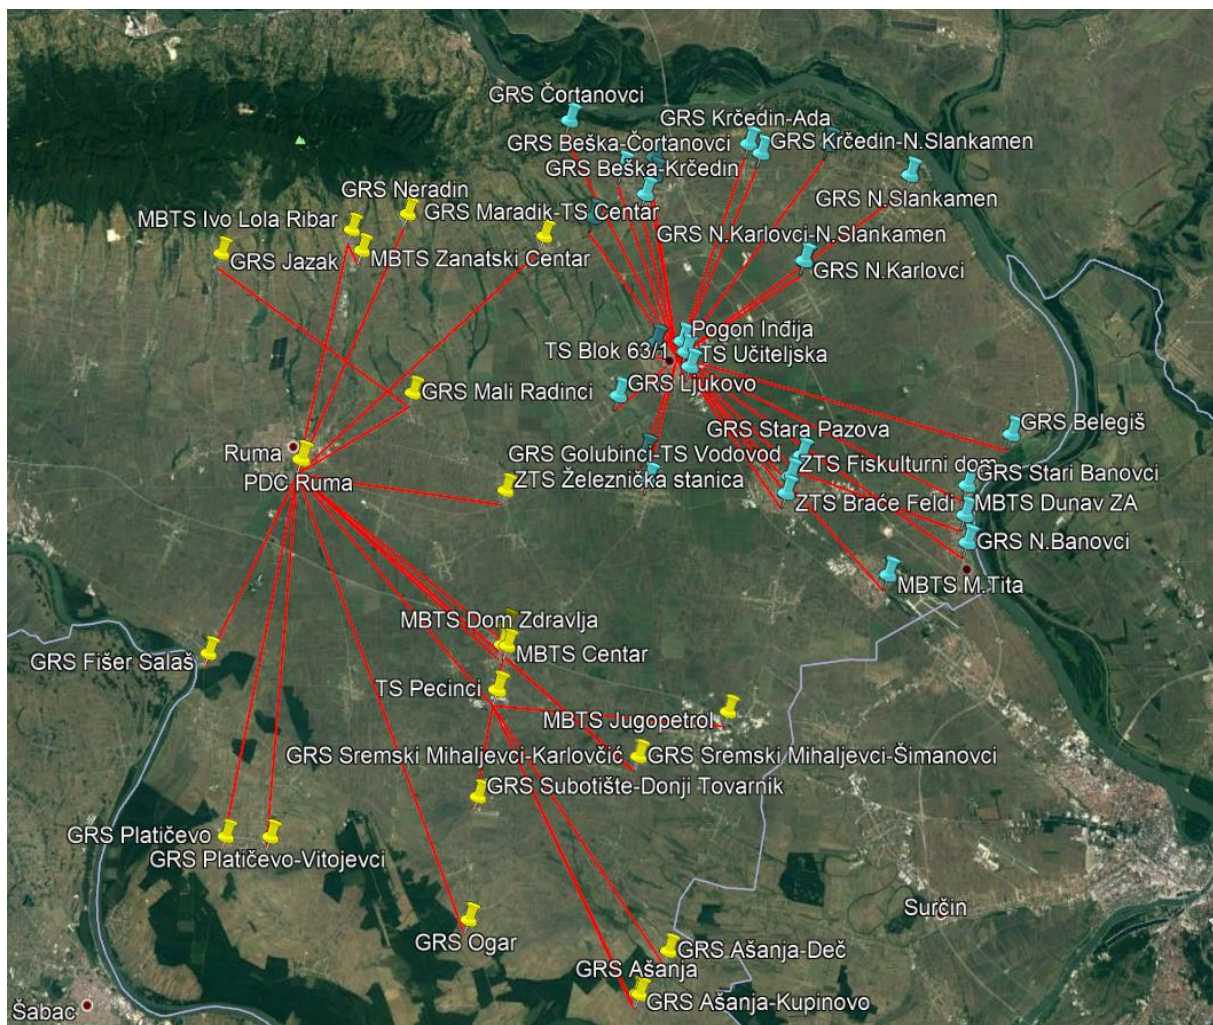 GRS Čortanovci
GRS Krčedin-Ada
GRS Beška-Čortanovci
GRS Krčedin-N.Slankamen
GRS Beška-Krčedin
GRS Neradin
GRS N.Slankamen
MBTS Ivo Lola Ribar
GRS Maradik-TS Centar
GRS N.Karlovci-N.Slankamen
GRS Jazak
MBTS Zanatski Centar
GRS N.Karlovci
Pogon Inđija
TS Blok 63/1
TS Učiteljska
GRS Mali Radinci
GRS Ljukovo
GRS Belegiš
GRS Stara Pazova
Ruma
GRS Golubinci-TS Vodovod
ZTS Fiskulturni dom
GRS Stari Banovci
PDC Ruma
ZTS Železnička stanica
ZTS Braće Feldi
MBTS Dunav ZA
GRS N.Banovci
MBTS M.Tita
MBTS Dom Zdravlja
MBTS Centar
GRS Fišer Salaš
TS Pecinci
MBTS Jugopetrol
GRS Sremski Mihaljevci-Karlovčić
GRS Sremski Mihaljevci-Šimanovci
GRS Subotište-Donji Tovarnik
GRS Platičevo
GRS Platičevo-Vitojevci
Surčin
GRS Ogar
GRS Ašanja-Deč
GRS Ašanja
GRS Ašanja-Kupinovo
Šabac